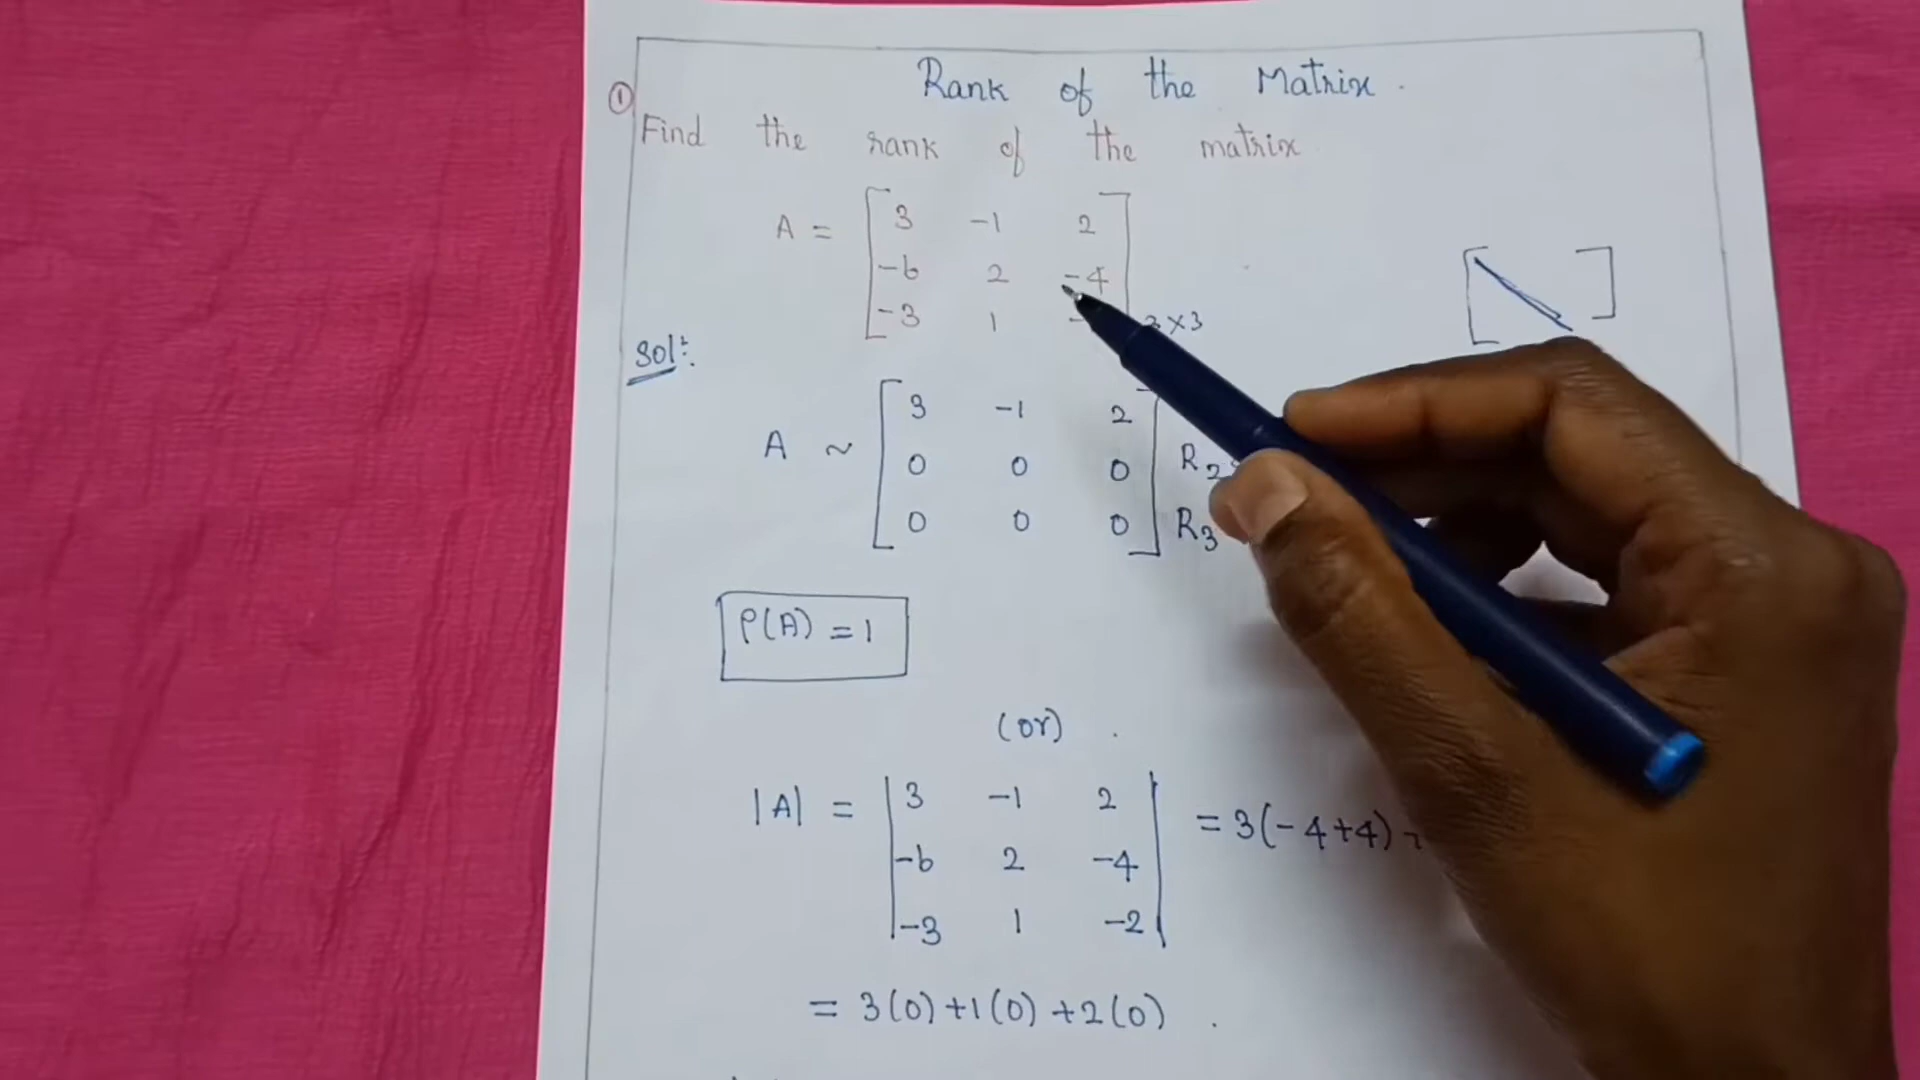 Rank of the Matrix.
① Find the rank of the matrix
A = [ 3 -1 2
-6 2 -4
-3 1 - ] 3×3
Sol:
A ~ [ 3 -1 2
0 0 0 ] R2
0 0 0 ] R3
ρ(A) = 1
(or)
|A| = | 3 -1 2 | = 3(-4+4)
-6 2 -4
-3 1 -2 |
= 3(0)+1(0)+2(0).